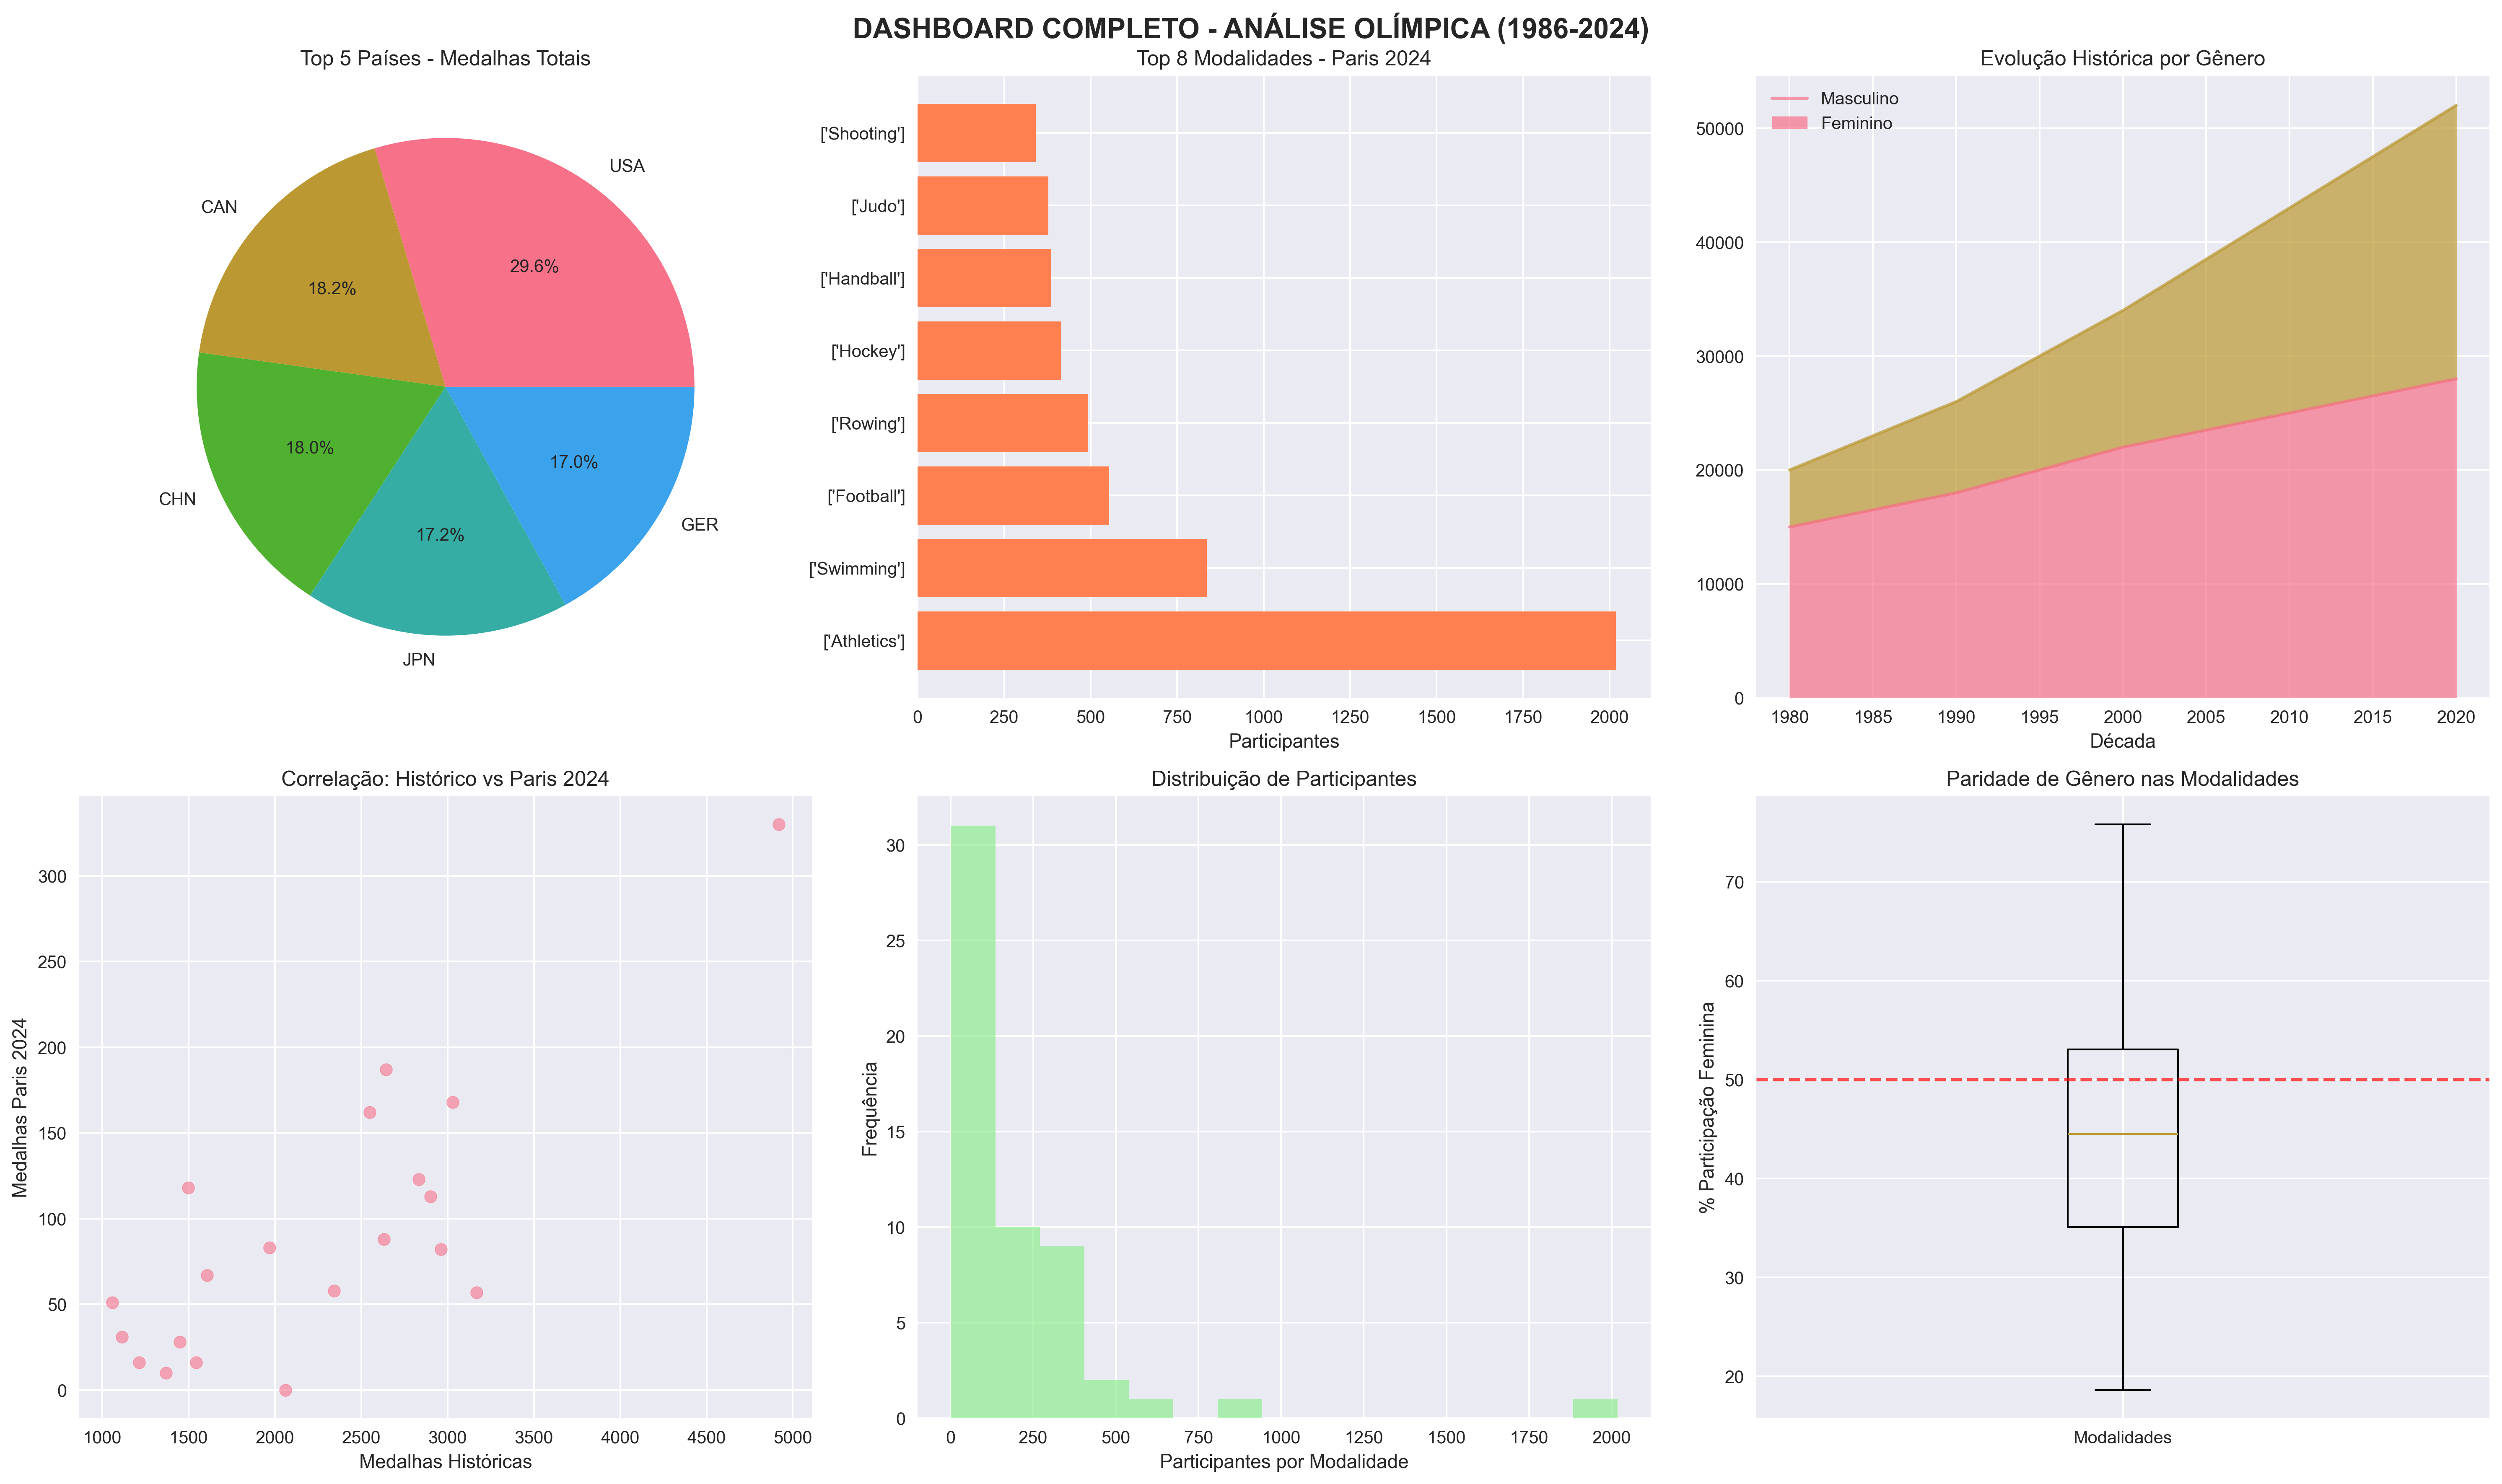 DASHBOARD COMPLETO - ANÁLISE OLÍMPICA (1986-2024)
Top 5 Países - Medalhas Totais
USA
CAN
CHN
JPN
GER
29.6%
18.2%
18.0%
17.2%
17.0%
Top 8 Modalidades - Paris 2024
['Shooting']
['Judo']
['Handball']
['Hockey']
['Rowing']
['Football']
['Swimming']
['Athletics']
0 250 500 750 1000 1250 1500 1750 2000
Participantes
Evolução Histórica por Gênero
Masculino
Feminino
50000
40000
30000
20000
10000
0
1980 1985 1990 1995 2000 2005 2010 2015 2020
Década
Correlação: Histórico vs Paris 2024
Medalhas Paris 2024
300
250
200
150
100
50
0
1000 1500 2000 2500 3000 3500 4000 4500 5000
Medalhas Históricas
Distribuição de Participantes
Frequência
30
25
20
15
10
5
0
0 250 500 750 1000 1250 1500 1750 2000
Participantes por Modalidade
Paridade de Gênero nas Modalidades
% Participação Feminina
70
60
50
40
30
20
Modalidades